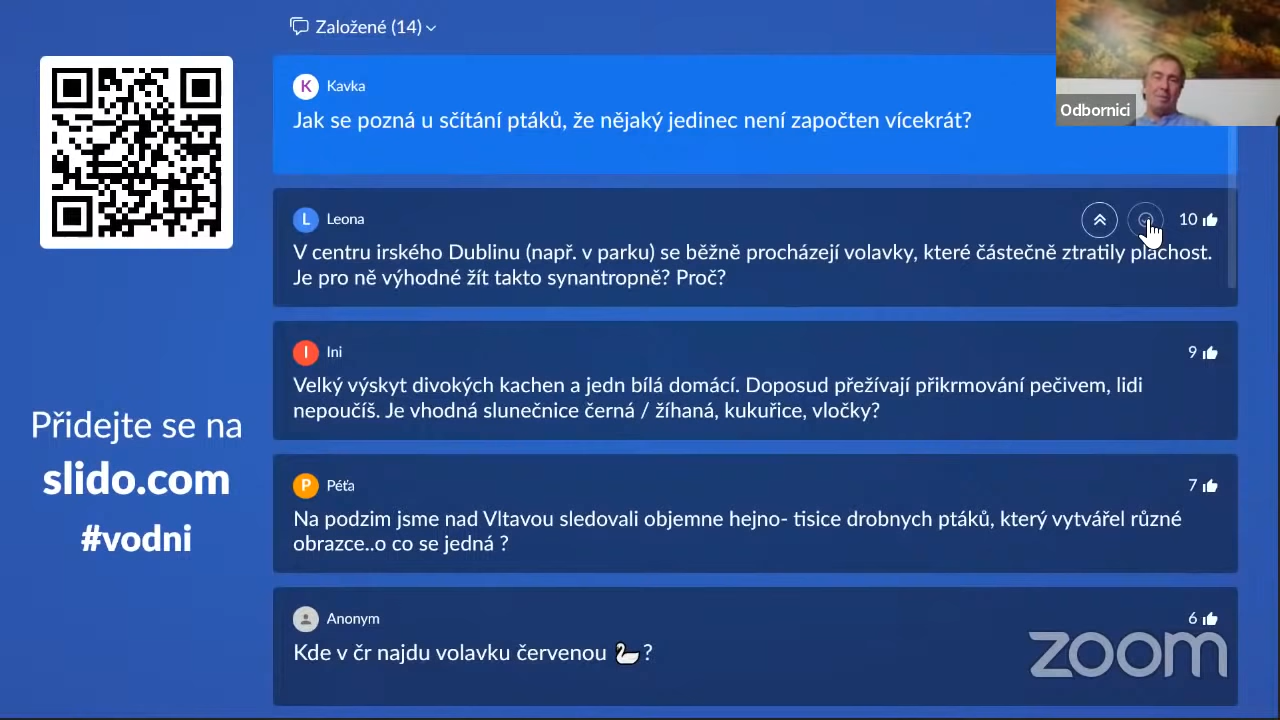 Založené (14)
K Kavka
Jak se pozná u sčítání ptáků, že nějaký jedinec není započten vícekrát?
Odbornici
L Leona
10
V centru irského Dublinu (např. v parku) se běžně procházejí volavky, které částečně ztratily plachost.
Je pro ně výhodné žít takto synantropně? Proč?
I Ini
9
Velký výskyt divokých kachen a jedn bílá domácí. Doposud přežívají přikrmování pečivem, lidi
nepoučíš. Je vhodná slunečnice černá / žíhaná, kukuřice, vločky?
Přidejte se na
slido.com
#vodni
P Péťa
7
Na podzim jsme nad Vltavou sledovali objemne hejno- tisice drobnych ptáků, který vytvářel různé
obrazce..o co se jedná ?
Anonym
6
Kde v čr najdu volavku červenou 🦢 ?
zoom